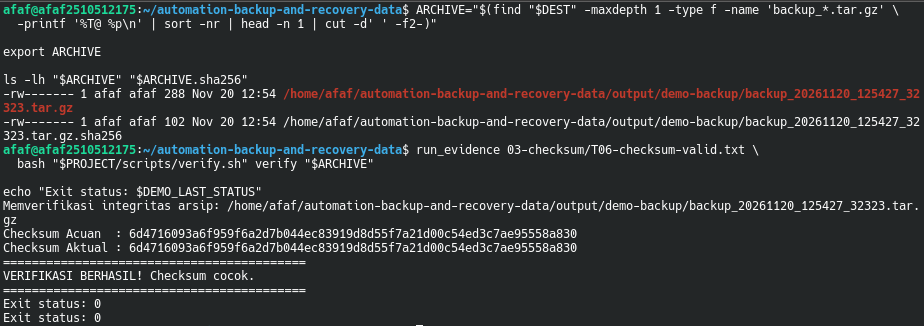 afaf@afaf2510512175:~/automation-backup-and-recovery-data$ ARCHIVE="$(find "$DEST" -maxdepth 1 -type f -name 'backup_*.tar.gz' \
  -printf '%T@ %p\n' | sort -nr | head -n 1 | cut -d' ' -f2-)"

export ARCHIVE

ls -lh "$ARCHIVE" "$ARCHIVE.sha256"
-rw------- 1 afaf afaf 288 Nov 20 12:54 /home/afaf/automation-backup-and-recovery-data/output/demo-backup/backup_20261120_125427_32
323.tar.gz
-rw------- 1 afaf afaf 102 Nov 20 12:54 /home/afaf/automation-backup-and-recovery-data/output/demo-backup/backup_20261120_125427_32
323.tar.gz.sha256
afaf@afaf2510512175:~/automation-backup-and-recovery-data$ run_evidence 03-checksum/T06-checksum-valid.txt \
  bash "$PROJECT/scripts/verify.sh" verify "$ARCHIVE"

echo "Exit status: $DEMO_LAST_STATUS"
Memverifikasi integritas arsip: /home/afaf/automation-backup-and-recovery-data/output/demo-backup/backup_20261120_125427_32323.tar.
gz
Checksum Acuan  : 6d4716093a6f959f6a2d7b044ec83919d8d55f7a21d00c54ed3c7ae95558a830
Checksum Aktual : 6d4716093a6f959f6a2d7b044ec83919d8d55f7a21d00c54ed3c7ae95558a830
==========================================
VERIFIKASI BERHASIL! Checksum cocok.
==========================================
Exit status: 0
Exit status: 0